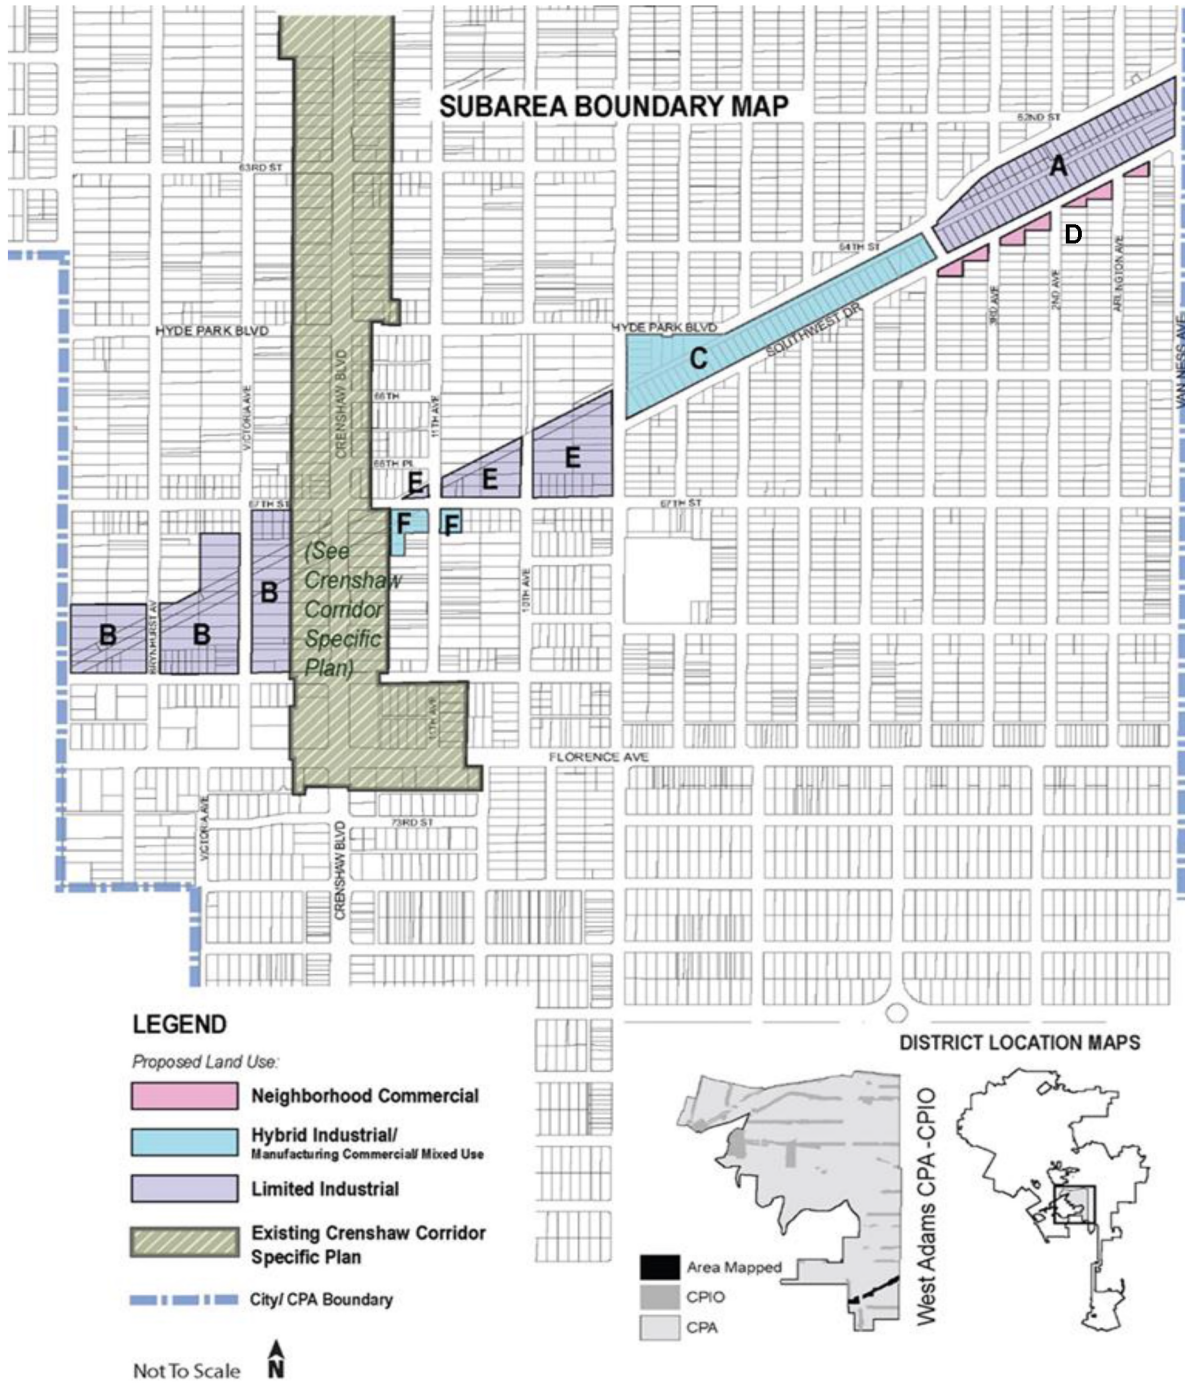 SUBAREA BOUNDARY MAP
62ND ST
A
63RD ST
D
64TH ST
ARLINGTON AVE
2ND AVE
3RD AVE
VAN NESS AVE
HYDE PARK BLVD
HYDE PARK BLVD
SOUTHWEST DR
C
CRENSHAW BLVD
VICTORIA AVE
66TH
11TH AVE
66TH PL
E
E
E
67TH ST
67TH ST
F
F
(See
Crenshaw
Corridor
Specific
Plan)
B
B
B
BRYNHURST AV
10TH AVE
11TH AVE
FLORENCE AVE
VICTORIA AVE
73RD ST
CRENSHAW BLVD
LEGEND
Proposed Land Use:
Neighborhood Commercial
Hybrid Industrial/
Manufacturing Commercial/ Mixed Use
Limited Industrial
Existing Crenshaw Corridor
Specific Plan
City/ CPA Boundary
Not To Scale
N
DISTRICT LOCATION MAPS
West Adams CPA -CPIO
Area Mapped
CPIO
CPA